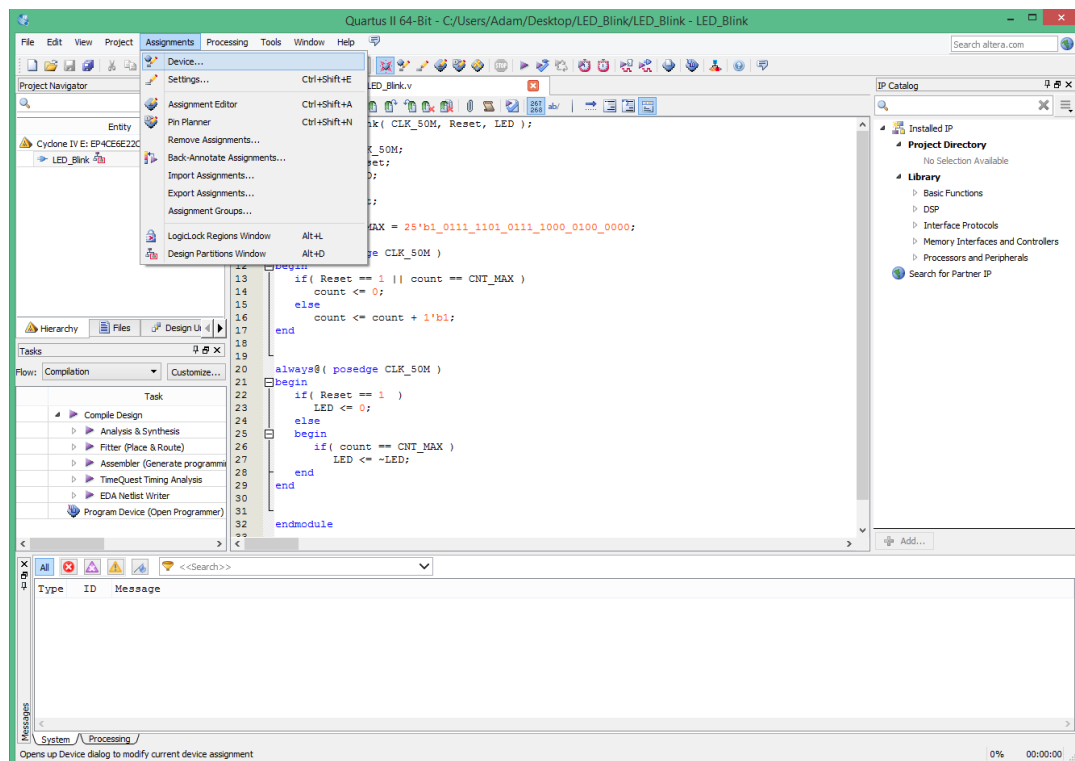 Quartus II 64-Bit - C:/Users/Adam/Desktop/LED_Blink/LED_Blink - LED_Blink
File Edit View Project Assignments Processing Tools Window Help
Search altera.com
Device...
Settings... Ctrl+Shift+E
Assignment Editor Ctrl+Shift+A
Pin Planner Ctrl+Shift+N
Remove Assignments...
Back-Annotate Assignments...
Import Assignments...
Export Assignments...
Assignment Groups...
LogicLock Regions Window Alt+L
Design Partitions Window Alt+D
Project Navigator
Entity
Cyclone IV E: EP4CE6E22C
LED_Blink
Hierarchy Files Design U
Tasks
Flow: Compilation Customize...
Task
Compile Design
Analysis & Synthesis
Fitter (Place & Route)
Assembler (Generate programmi
TimeQuest Timing Analysis
EDA Netlist Writer
Program Device (Open Programmer)
LED_Blink.v
267
268 ab/
k( CLK_50M, Reset, LED );
_50M;
set;
;
t;
MAX = 25'b1_0111_1101_0111_1000_0100_0000;
ge CLK_50M )
12 begin
13 if( Reset == 1 || count == CNT_MAX )
14 count <= 0;
15 else
16 count <= count + 1'b1;
17 end
18
19
20 always@( posedge CLK_50M )
21 begin
22 if( Reset == 1 )
23 LED <= 0;
24 else
25 begin
26 if( count == CNT_MAX )
27 LED <= ~LED;
28 end
29 end
30
31
32 endmodule
33
IP Catalog
Installed IP
Project Directory
No Selection Available
Library
Basic Functions
DSP
Interface Protocols
Memory Interfaces and Controllers
Processors and Peripherals
Search for Partner IP
Add...
All <<Search>>
Type ID Message
Messages
System Processing
Opens up Device dialog to modify current device assignment 0% 00:00:00